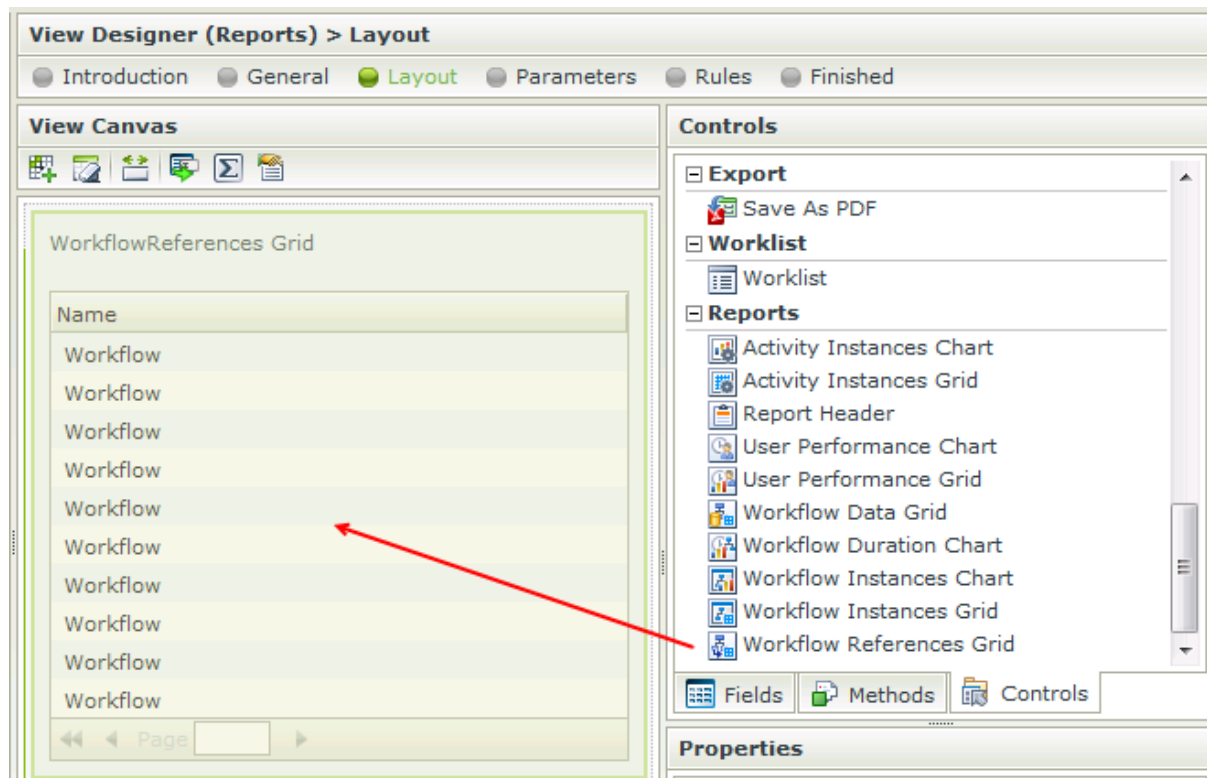 View Designer (Reports) > Layout
Introduction General Layout Parameters Rules Finished
View Canvas
WorkflowReferences Grid
Name
Workflow
Workflow
Workflow
Workflow
Workflow
Workflow
Workflow
Workflow
Workflow
Workflow
Page
Controls
Export
Save As PDF
Worklist
Worklist
Reports
Activity Instances Chart
Activity Instances Grid
Report Header
User Performance Chart
User Performance Grid
Workflow Data Grid
Workflow Duration Chart
Workflow Instances Chart
Workflow Instances Grid
Workflow References Grid
Fields Methods Controls
Properties